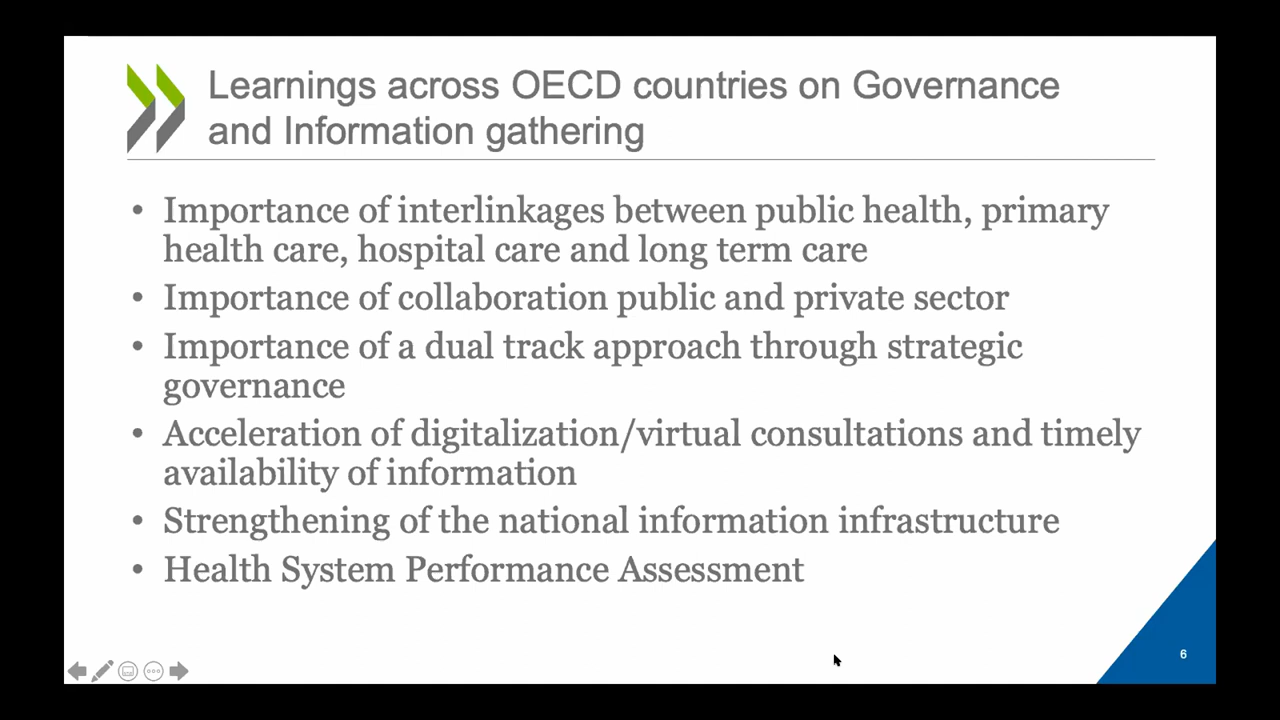 Learnings across OECD countries on Governance
and Information gathering
• Importance of interlinkages between public health, primary
health care, hospital care and long term care
• Importance of collaboration public and private sector
• Importance of a dual track approach through strategic
governance
• Acceleration of digitalization/virtual consultations and timely
availability of information
• Strengthening of the national information infrastructure
• Health System Performance Assessment
6